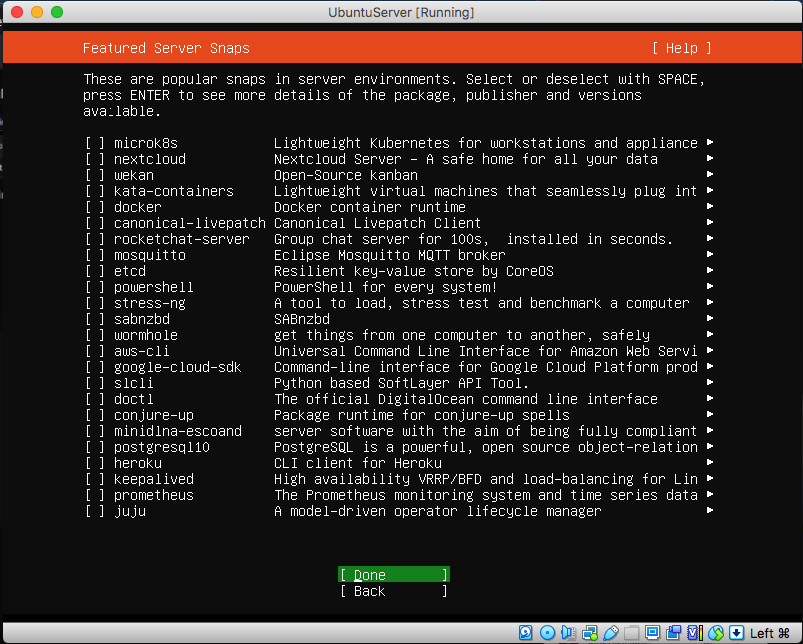 UbuntuServer [Running]
Featured Server Snaps [ Help ]
These are popular snaps in server environments. Select or deselect with SPACE,
press ENTER to see more details of the package, publisher and versions
available.
[ ] microk8s Lightweight Kubernetes for workstations and appliance ▸
[ ] nextcloud Nextcloud Server - A safe home for all your data ▸
[ ] wekan Open-Source kanban ▸
[ ] kata-containers Lightweight virtual machines that seamlessly plug int ▸
[ ] docker Docker container runtime ▸
[ ] canonical-livepatch Canonical Livepatch Client ▸
[ ] rocketchat-server Group chat server for 100s, installed in seconds. ▸
[ ] mosquitto Eclipse Mosquitto MQTT broker ▸
[ ] etcd Resilient key-value store by CoreOS ▸
[ ] powershell PowerShell for every system! ▸
[ ] stress-ng A tool to load, stress test and benchmark a computer ▸
[ ] sabnzbd SABnzbd ▸
[ ] wormhole get things from one computer to another, safely ▸
[ ] aws-cli Universal Command Line Interface for Amazon Web Servi ▸
[ ] google-cloud-sdk Command-line interface for Google Cloud Platform prod ▸
[ ] slcli Python based SoftLayer API Tool. ▸
[ ] doctl The official DigitalOcean command line interface ▸
[ ] conjure-up Package runtime for conjure-up spells ▸
[ ] minidlna-escoand server software with the aim of being fully compliant ▸
[ ] postgresql10 PostgreSQL is a powerful, open source object-relation ▸
[ ] heroku CLI client for Heroku ▸
[ ] keepalived High availability VRRP/BFD and load-balancing for Lin ▸
[ ] prometheus The Prometheus monitoring system and time series data ▸
[ ] juju A model-driven operator lifecycle manager ▸
[ Done ]
[ Back ]
Left ⌘